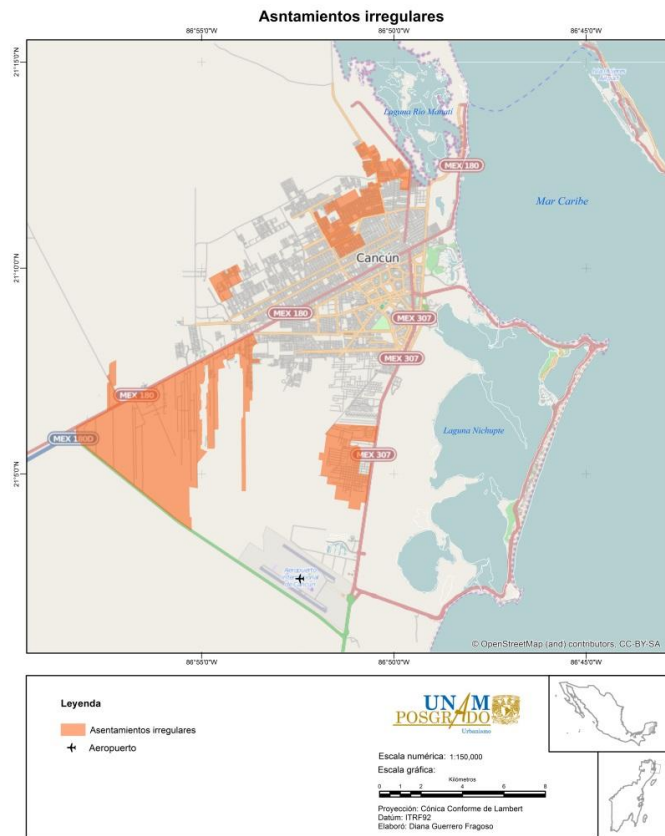 Asntamientos irregulares
86°55'0"W 86°50'0"W 86°45'0"W
21°15'0"N
Laguna Rio Manati
MEX 180
Mar Caribe
21°10'0"N
Cancún
MEX 180
MEX 307
MEX 307
MEX 180
MEX 180D
Laguna Nichupte
MEX 307
21°5'0"N
Aeropuerto
© OpenStreetMap (and) contributors, CC-BY-SA
86°55'0"W 86°50'0"W 86°45'0"W
Leyenda
Asentamientos irregulares
Aeropuerto
UNAM
POSGRADO
Urbanismo
Escala numérica: 1:150,000
Escala gráfica:
Kilómetros
0 1 2 4 6 8
Proyección: Cónica Conforme de Lambert
Datúm: ITRF92
Elaboró: Diana Guerrero Fragoso